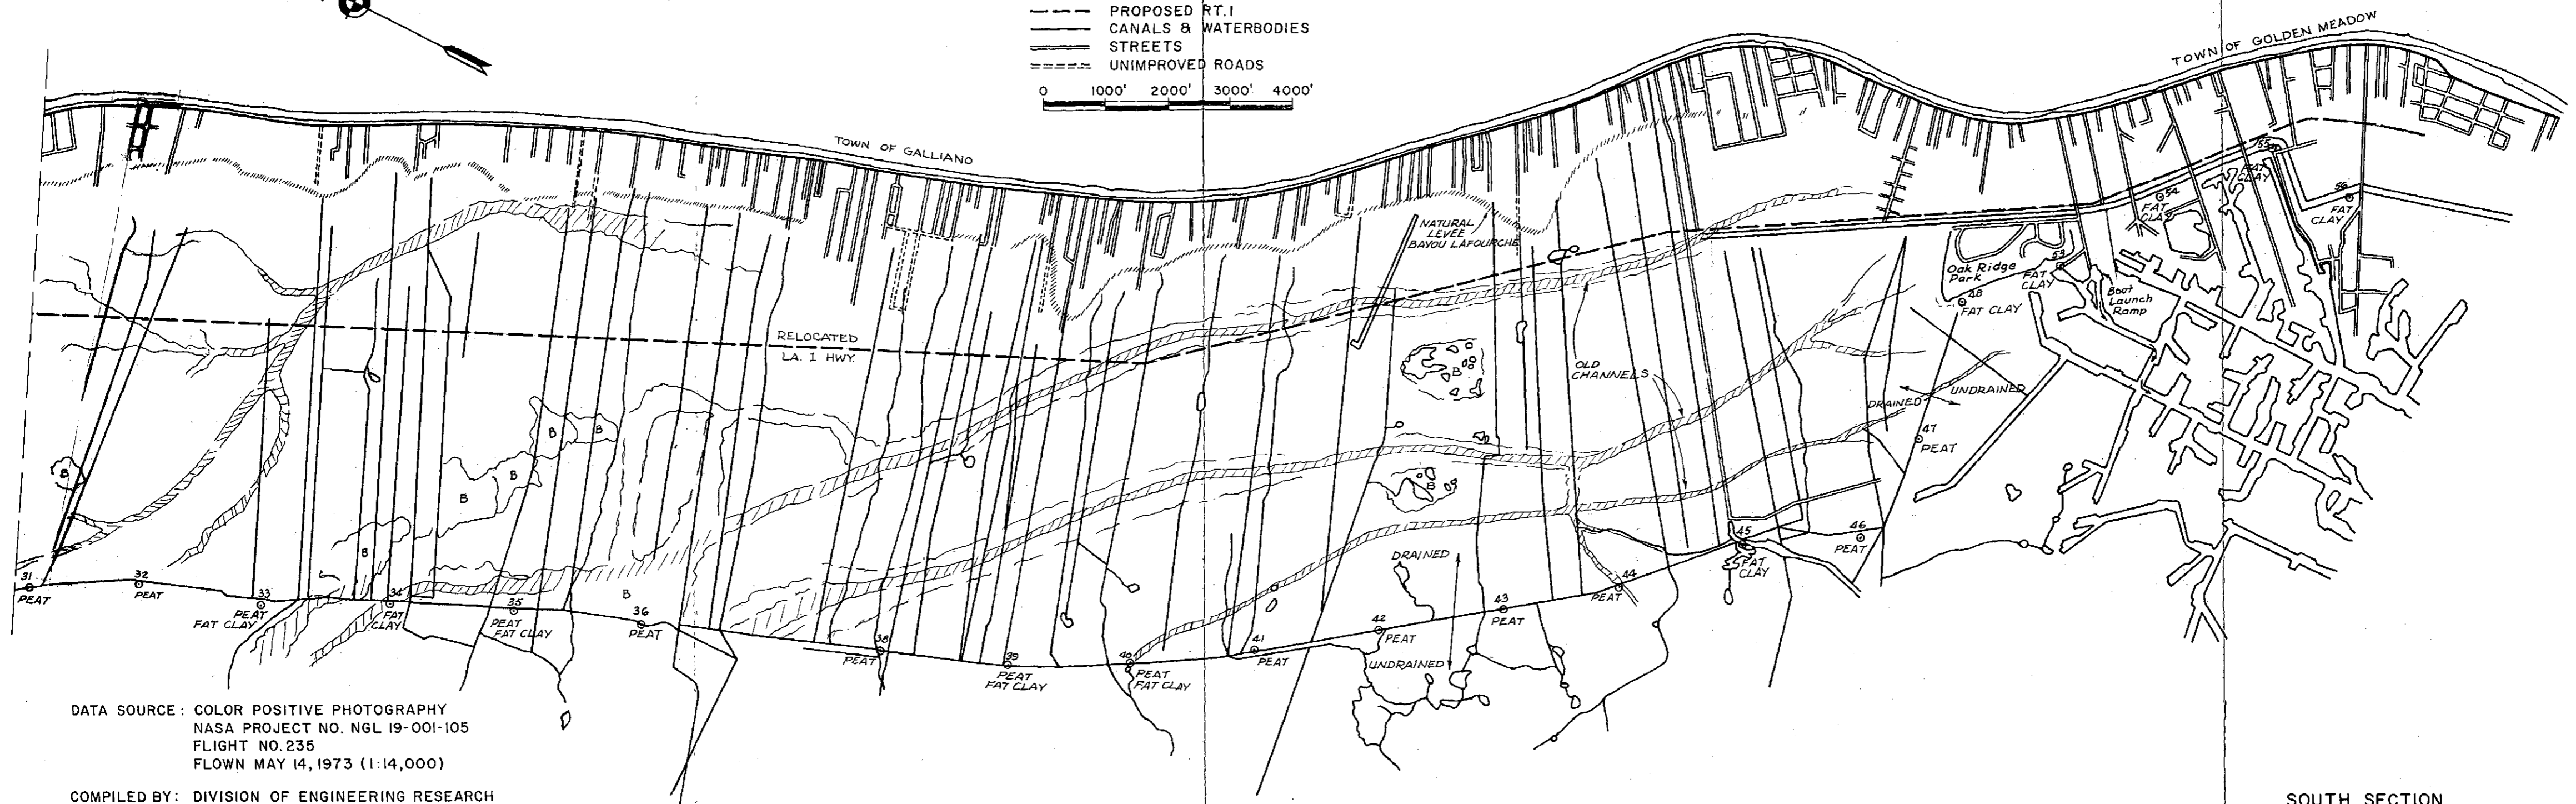 PROPOSED RT.1
CANALS & WATERBODIES
STREETS
UNIMPROVED ROADS
0 1000' 2000' 3000' 4000'
TOWN OF GOLDEN MEADOW
TOWN OF GALLIANO
NATURAL
LEVEE
BAYOU LAFOURCHE
RELOCATED
LA. 1 HWY.
OLD
CHANNELS
Oak Ridge
Park
Boat
Launch
Ramp
DRAINED
UNDRAINED
DRAINED
UNDRAINED
B
B
B
B
B
B
B
B
B
31
PEAT
32
PEAT
33
PEAT
FAT CLAY
34
FAT
CLAY
35
PEAT
FAT CLAY
36
PEAT
38
PEAT
39
PEAT
FAT CLAY
40
PEAT
FAT CLAY
41
PEAT
42
PEAT
43
PEAT
44
PEAT
45
FAT
CLAY
46
PEAT
47
PEAT
48
FAT CLAY
53
FAT
CLAY
54
FAT
CLAY
55
FAT
CLAY
56
FAT
CLAY
DATA SOURCE: COLOR POSITIVE PHOTOGRAPHY
NASA PROJECT NO. NGL 19-001-105
FLIGHT NO. 235
FLOWN MAY 14, 1973 (1:14,000)
COMPILED BY: DIVISION OF ENGINEERING RESEARCH
SOUTH SECTION